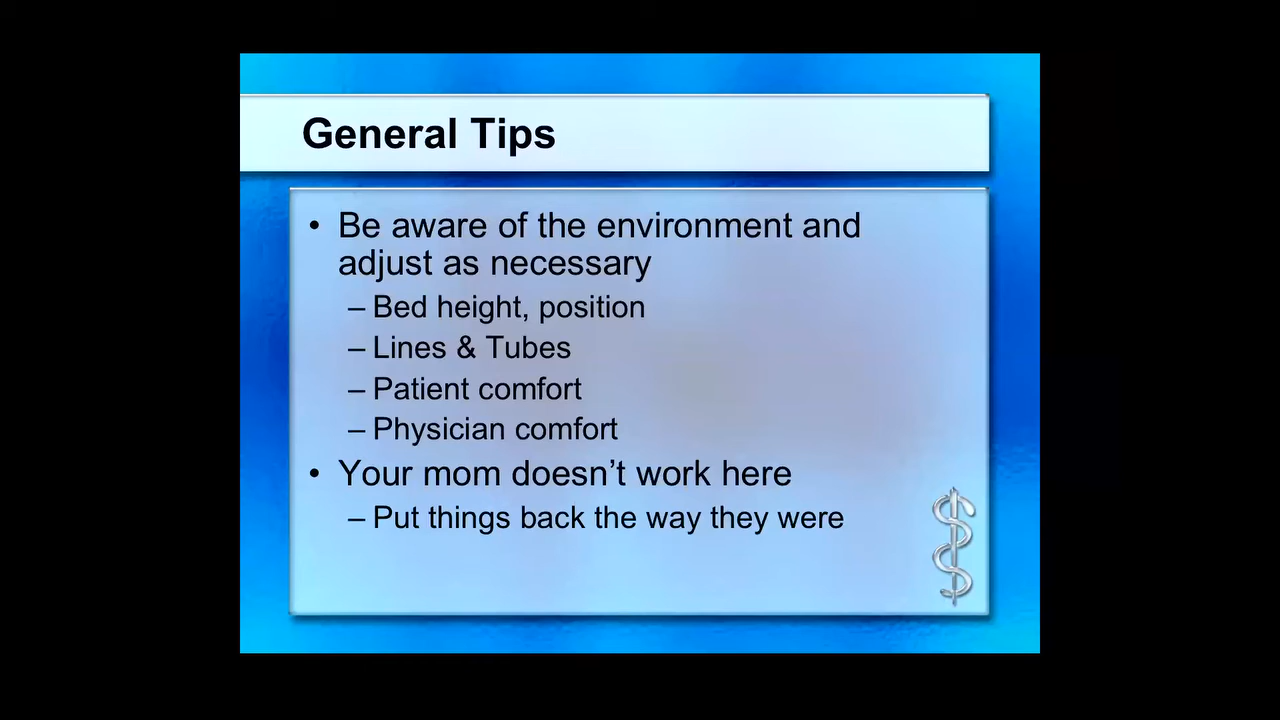 General Tips
• Be aware of the environment and
adjust as necessary
– Bed height, position
– Lines & Tubes
– Patient comfort
– Physician comfort
• Your mom doesn’t work here
– Put things back the way they were